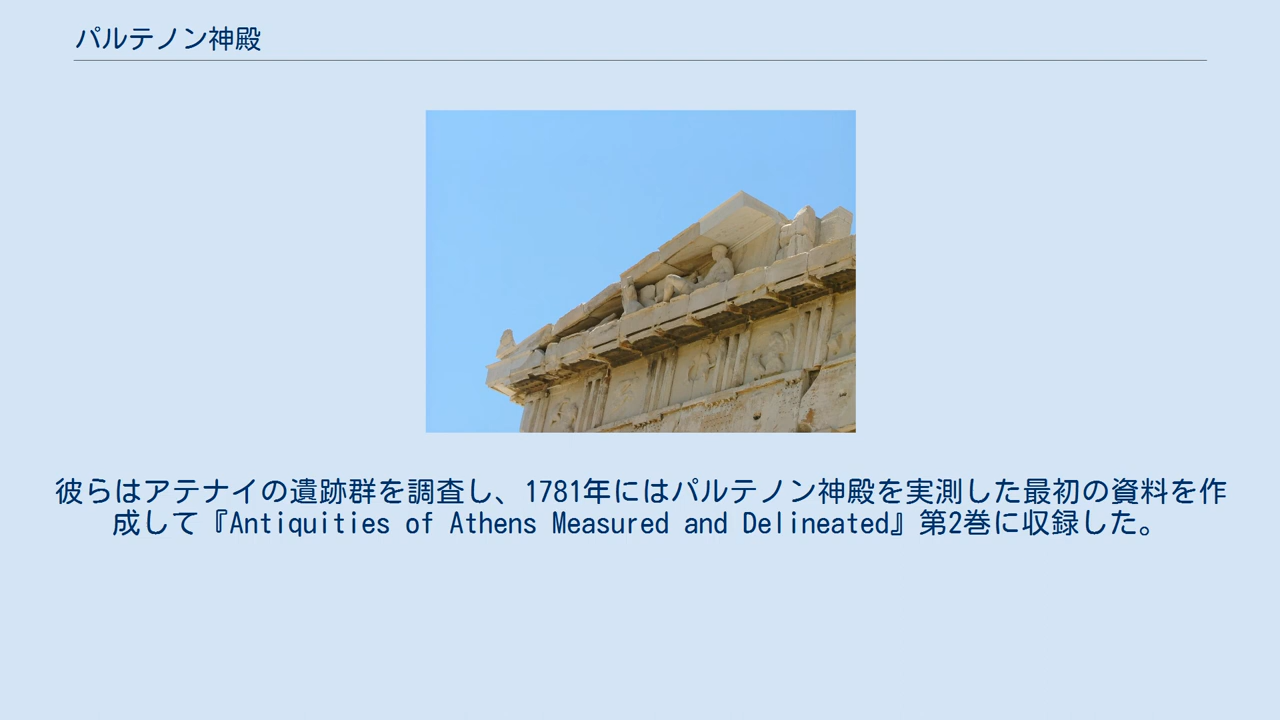 パルテノン神殿
彼らはアテナイの遺跡群を調査し、1781年にはパルテノン神殿を実測した最初の資料を作
成して『Antiquities of Athens Measured and Delineated』第2巻に収録した。